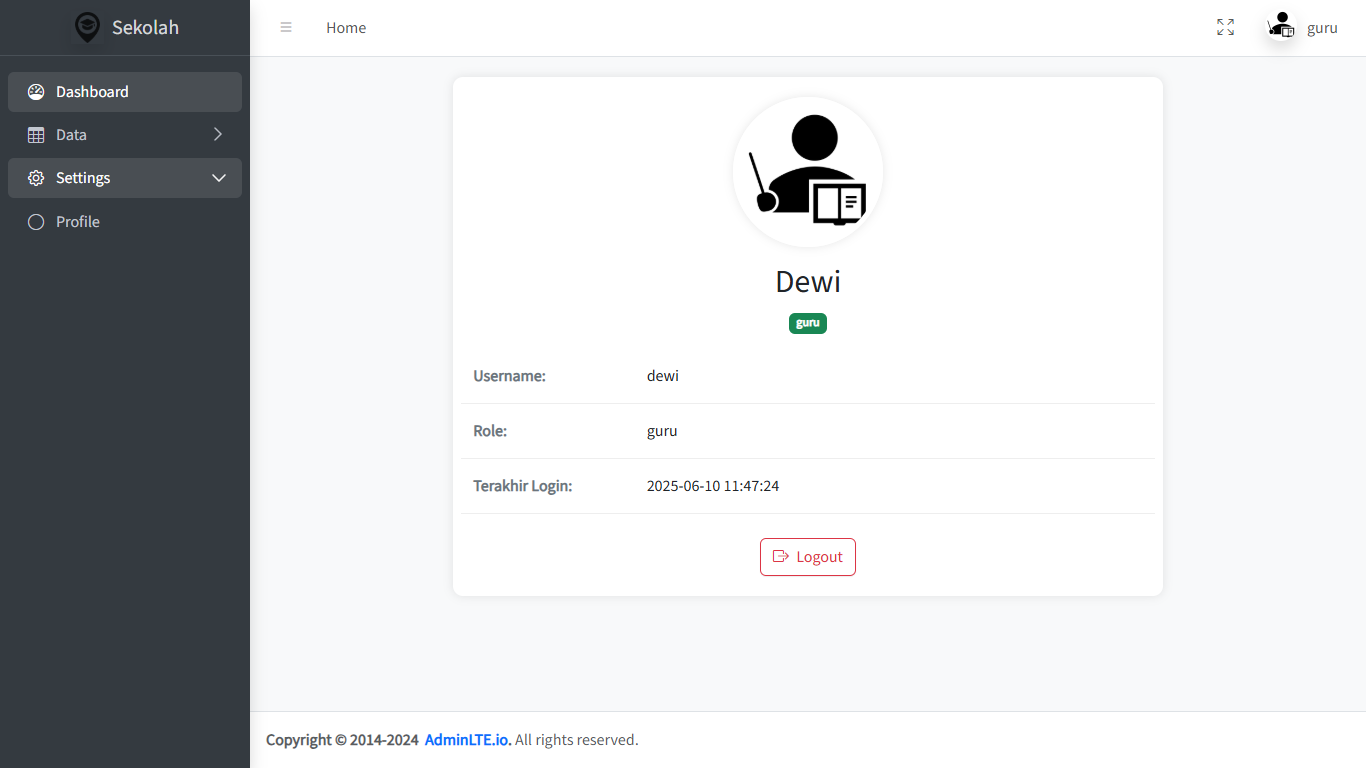 Sekolah
Home
guru
Dashboard
Data
Settings
Profile
Dewi
guru
Username: dewi
Role: guru
Terakhir Login: 2025-06-10 11:47:24
Logout
Copyright © 2014-2024 AdminLTE.io. All rights reserved.